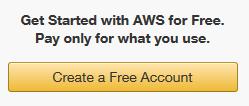 Get Started with AWS for Free.
Pay only for what you use.
Create a Free Account